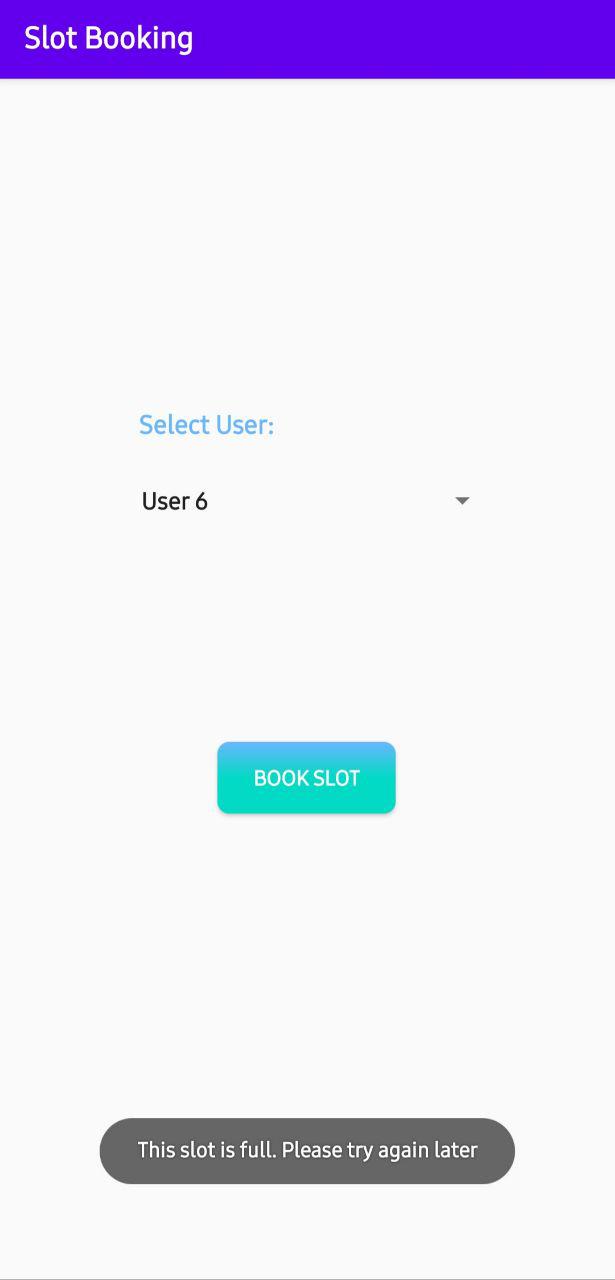 Slot Booking
Select User:
User 6
BOOK SLOT
This slot is full. Please try again later